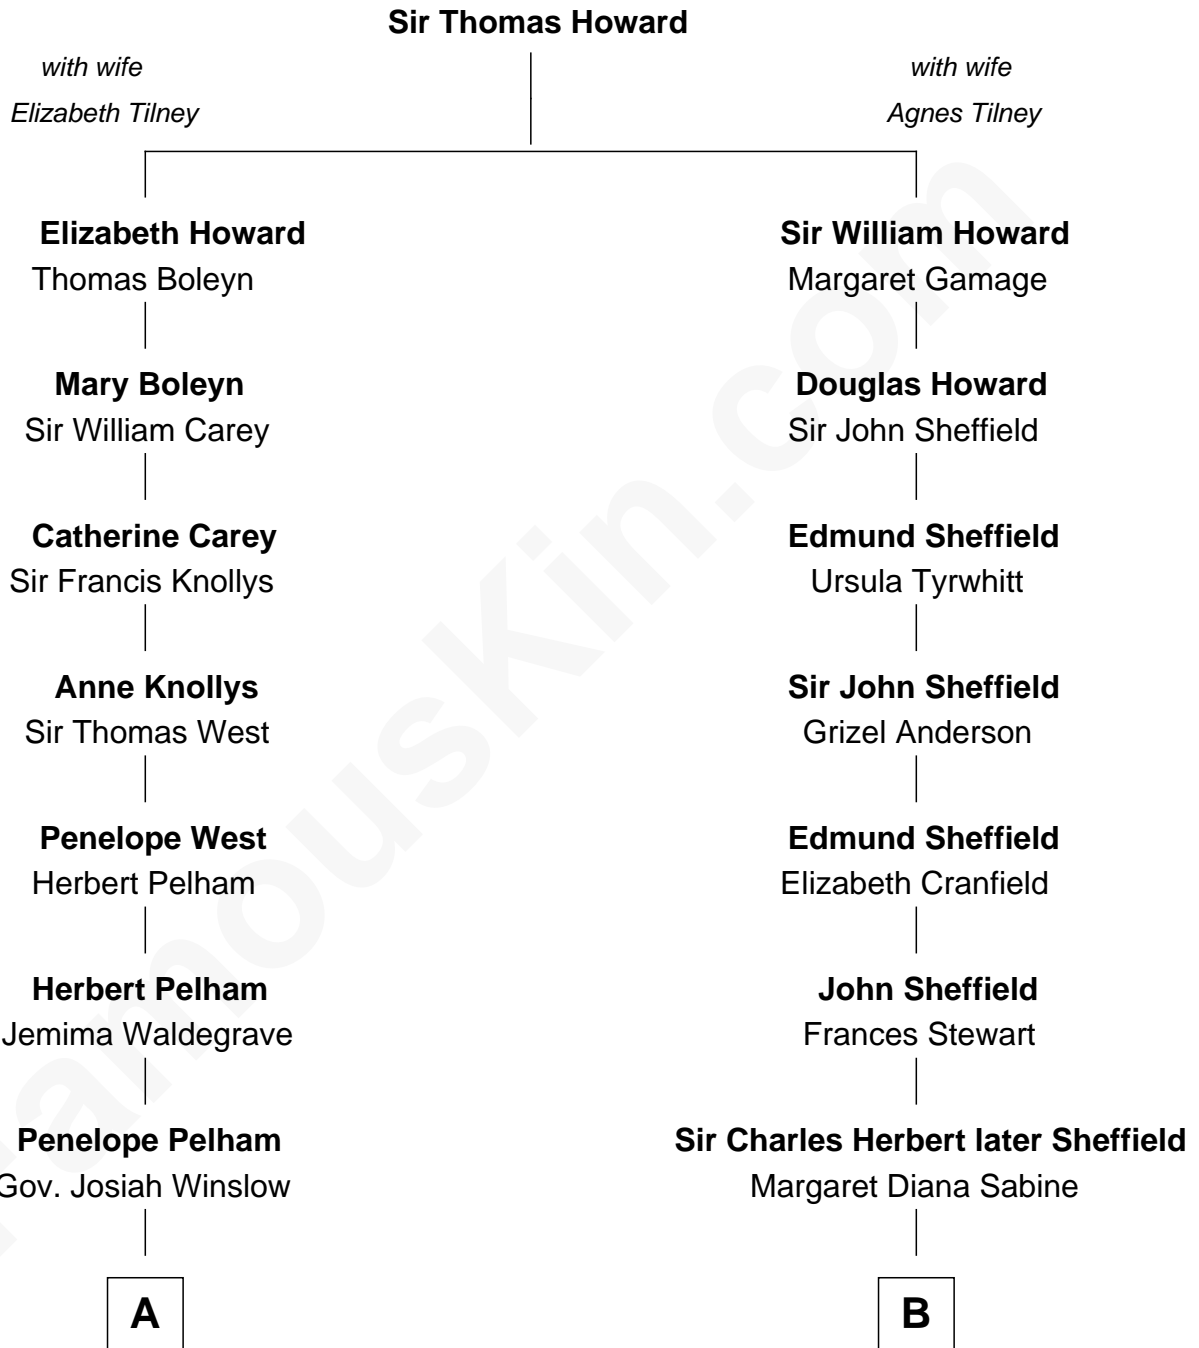 Sir Thomas Howard
with wife
Elizabeth Tilney
with wife
Agnes Tilney
Elizabeth Howard
Thomas Boleyn
Sir William Howard
Margaret Gamage
Mary Boleyn
Sir William Carey
Douglas Howard
Sir John Sheffield
Catherine Carey
Sir Francis Knollys
Edmund Sheffield
Ursula Tyrwhitt
Anne Knollys
Sir Thomas West
Sir John Sheffield
Grizel Anderson
Penelope West
Herbert Pelham
Edmund Sheffield
Elizabeth Cranfield
Herbert Pelham
Jemima Waldegrave
John Sheffield
Frances Stewart
Penelope Pelham
Gov. Josiah Winslow
Sir Charles Herbert later Sheffield
Margaret Diana Sabine
A
B
FamousKin.com